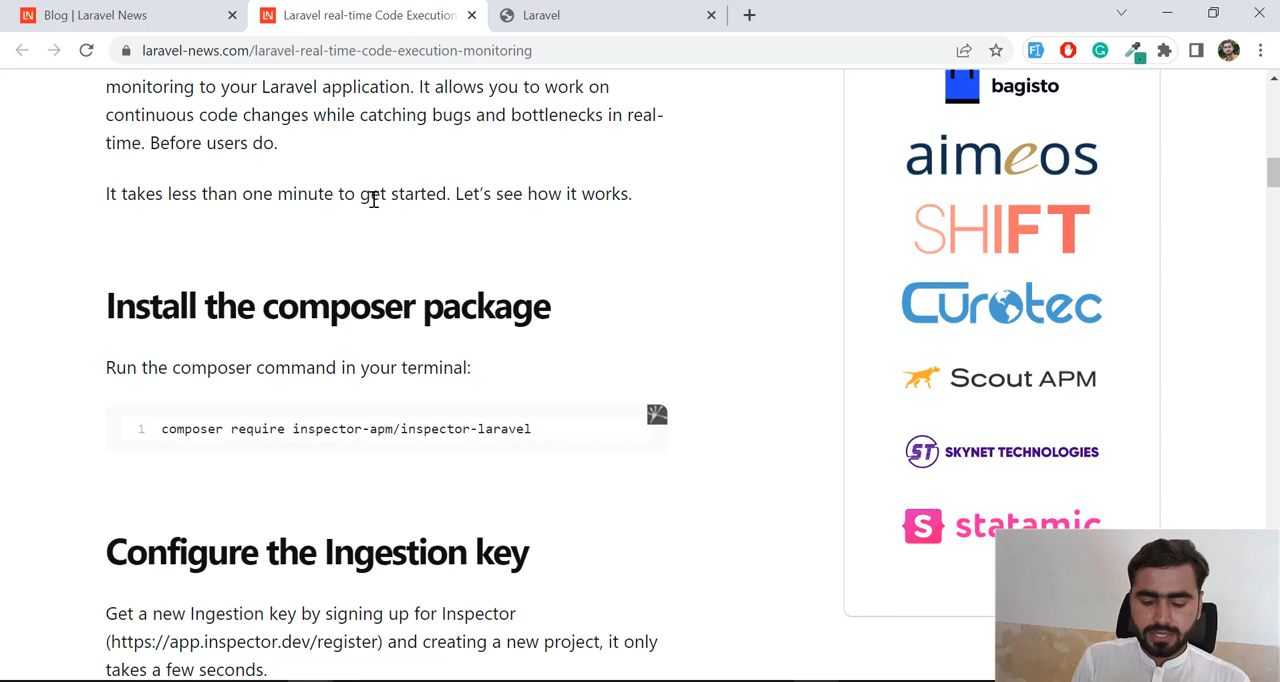 Blog | Laravel News
Laravel real-time Code Execution
Laravel
laravel-news.com/laravel-real-time-code-execution-monitoring
monitoring to your Laravel application. It allows you to work on
continuous code changes while catching bugs and bottlenecks in real-
time. Before users do.
It takes less than one minute to get started. Let's see how it works.
Install the composer package
Run the composer command in your terminal:
1 composer require inspector-apm/inspector-laravel
Configure the Ingestion key
Get a new Ingestion key by signing up for Inspector
(https://app.inspector.dev/register) and creating a new project, it only
takes a few seconds.
bagisto
aimeos
SHIFT
Curotec
Scout APM
ST SKYNET TECHNOLOGIES
S statamic